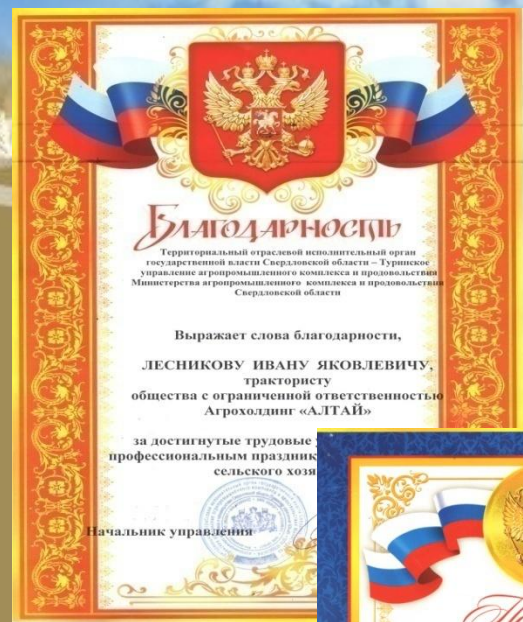 Благодарность
Территориальный отраслевой исполнительный орган
государственной власти Свердловской области – Туринское
управление агропромышленного комплекса и продовольствия
Министерства агропромышленного комплекса и продовольствия
Свердловской области
Выражает слова благодарности,
ЛЕСНИКОВУ ИВАНУ ЯКОВЛЕВИЧУ,
трактористу
общества с ограниченной ответственностью
Агрохолдинг «АЛТАЙ»
за достигнутые трудовые
профессиональным праздник
сельского хозя
Начальник управления